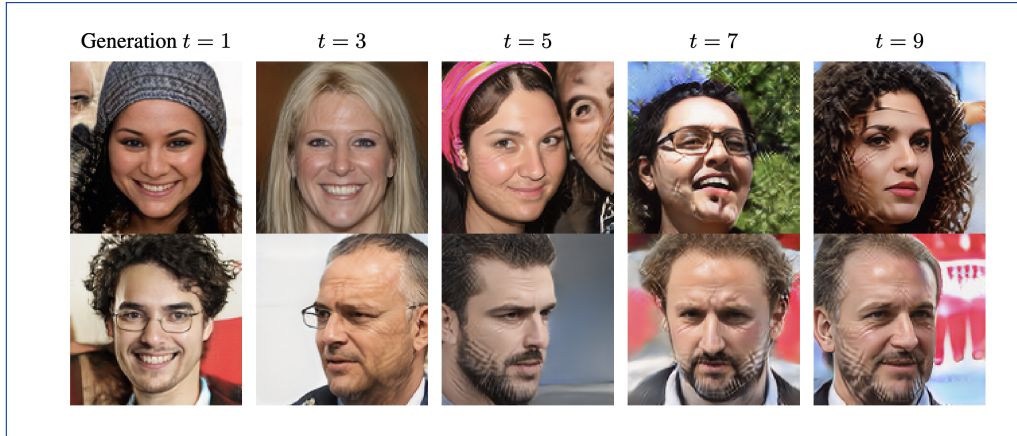 Generation t = 1 t = 3 t = 5 t = 7 t = 9